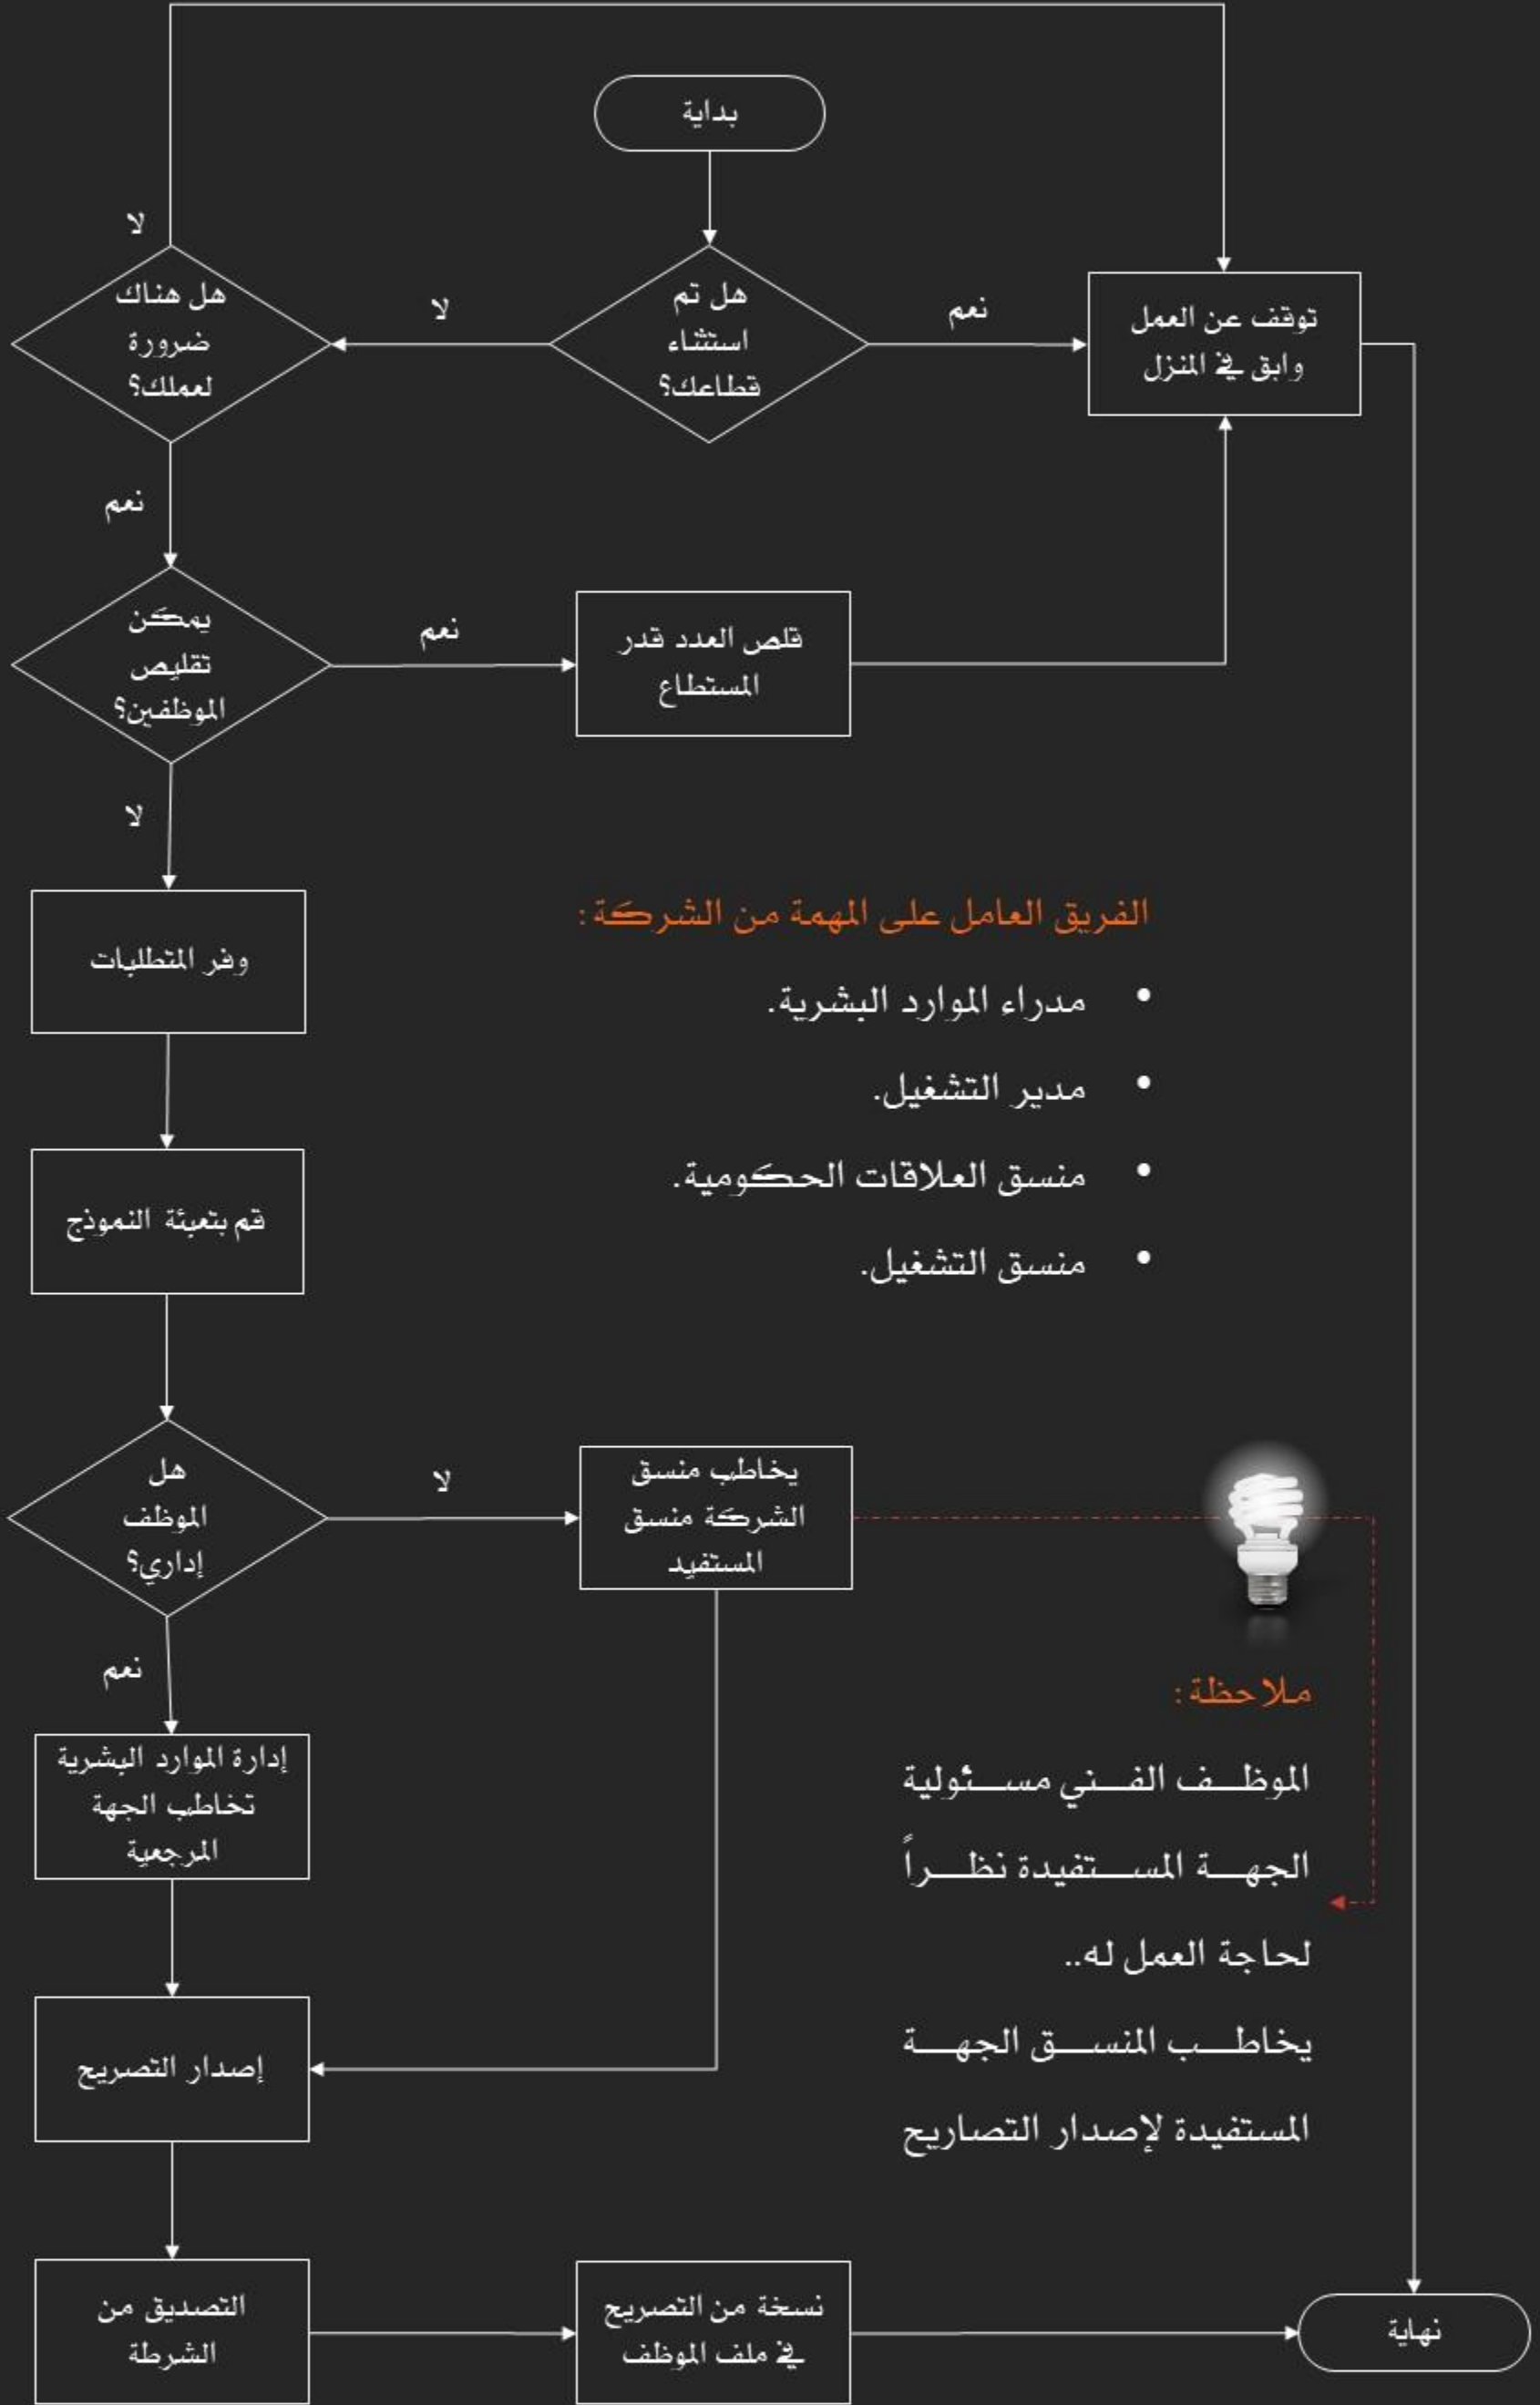 بداية
لا
هل تم
استثناء
قطاعك؟
نعم
توقف عن العمل
وابق في المنزل
لا
هل هناك
ضرورة
لعملك؟
نعم
يمكن
تقليص
الموظفين؟
نعم
قلص العدد قدر
المستطاع
لا
وفر المتطلبات
الفريق العامل على المهمة من الشركة:
• مدراء الموارد البشرية.
• مدير التشغيل.
• منسق العلاقات الحكومية.
• منسق التشغيل.
قم بتعبئة النموذج
هل
الموظف
إداري؟
لا
يخاطب منسق
الشركة منسق
المستفيد
نعم
إدارة الموارد البشرية
تخاطب الجهة
المرجعية
ملاحظة:
الموظف الفني مسئولية
الجهة المستفيدة نظراً
لحاجة العمل له..
يخاطب المنسق الجهة
المستفيدة لإصدار التصاريح
إصدار التصريح
التصديق من
الشرطة
نسخة من التصريح
في ملف الموظف
نهاية